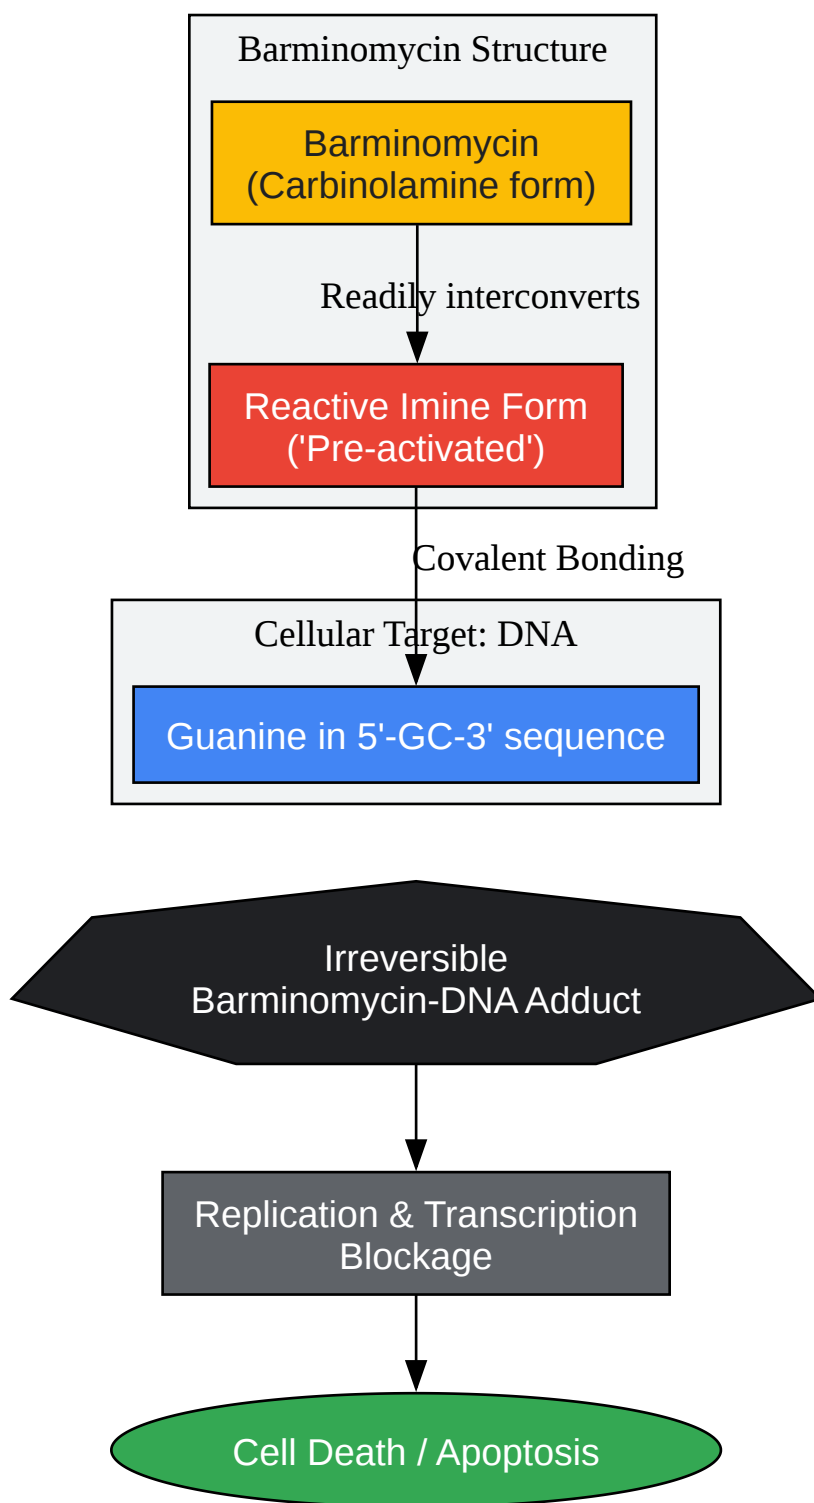 Barminomycin Structure
Barminomycin
(Carbinolamine form)
Readily interconverts
Reactive Imine Form
('Pre-activated')
Covalent Bonding
Cellular Target: DNA
Guanine in 5'-GC-3' sequence
Irreversible
Barminomycin-DNA Adduct
Replication & Transcription
Blockage
Cell Death / Apoptosis